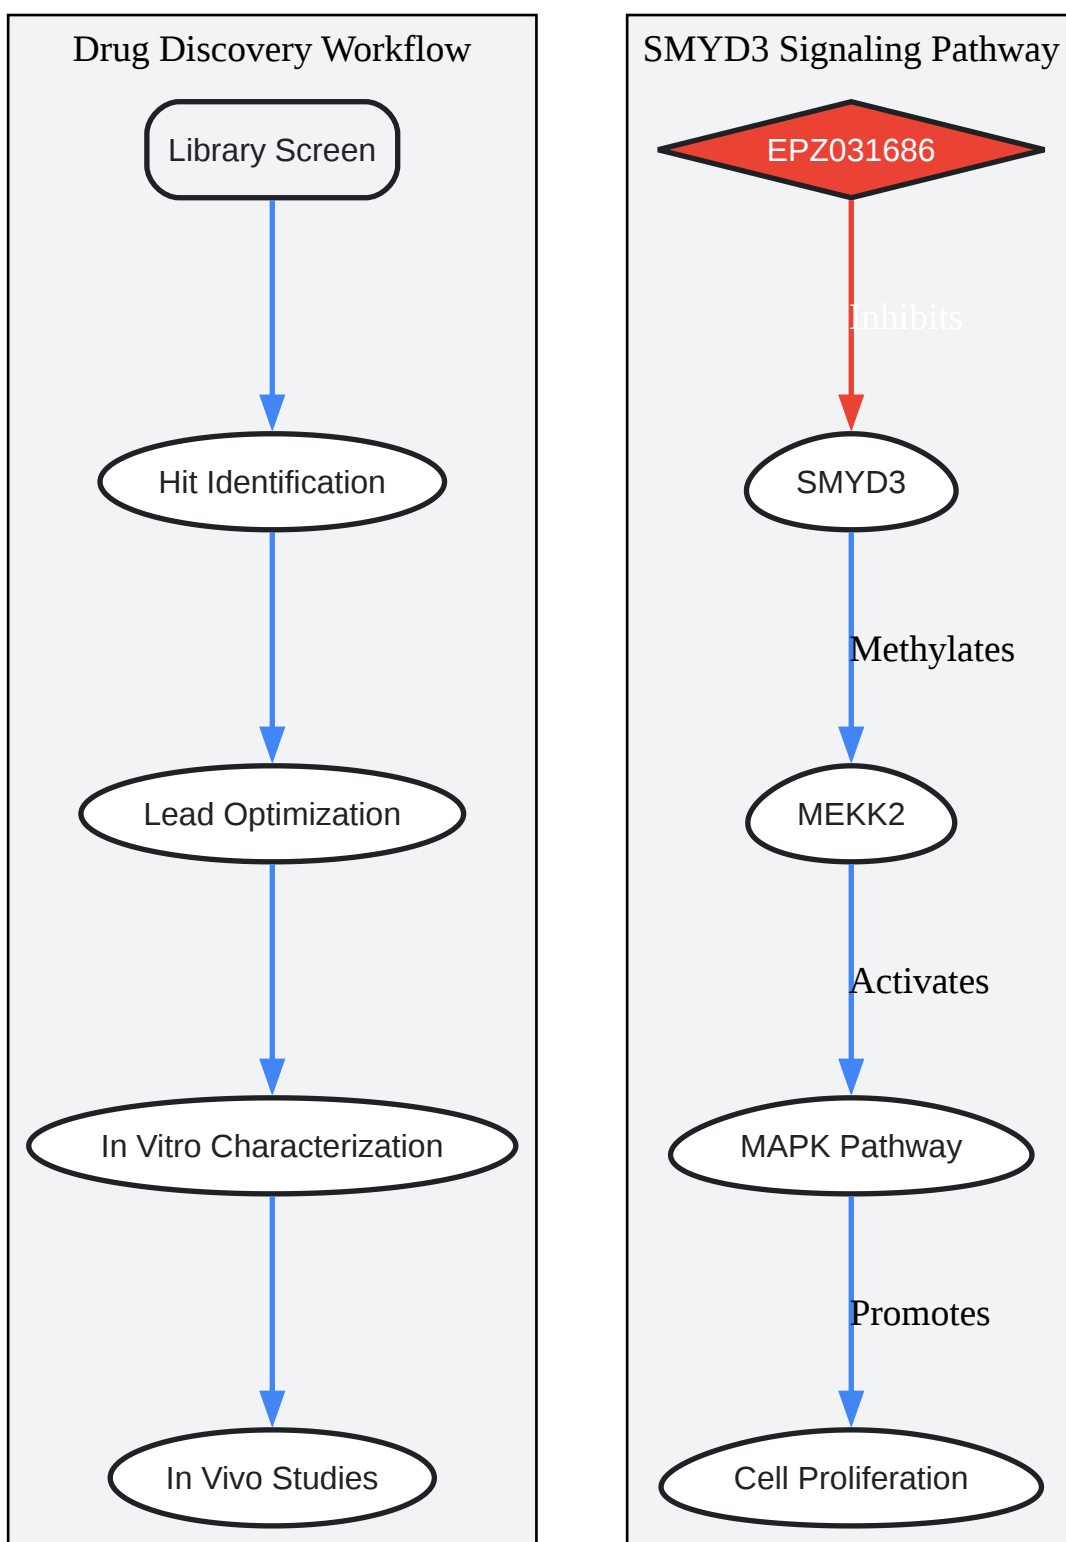 Drug Discovery Workflow
Library Screen
Hit Identification
Lead Optimization
In Vitro Characterization
In Vivo Studies
SMYD3 Signaling Pathway
EPZ031686
Inhibits
SMYD3
Methylates
MEKK2
Activates
MAPK Pathway
Promotes
Cell Proliferation